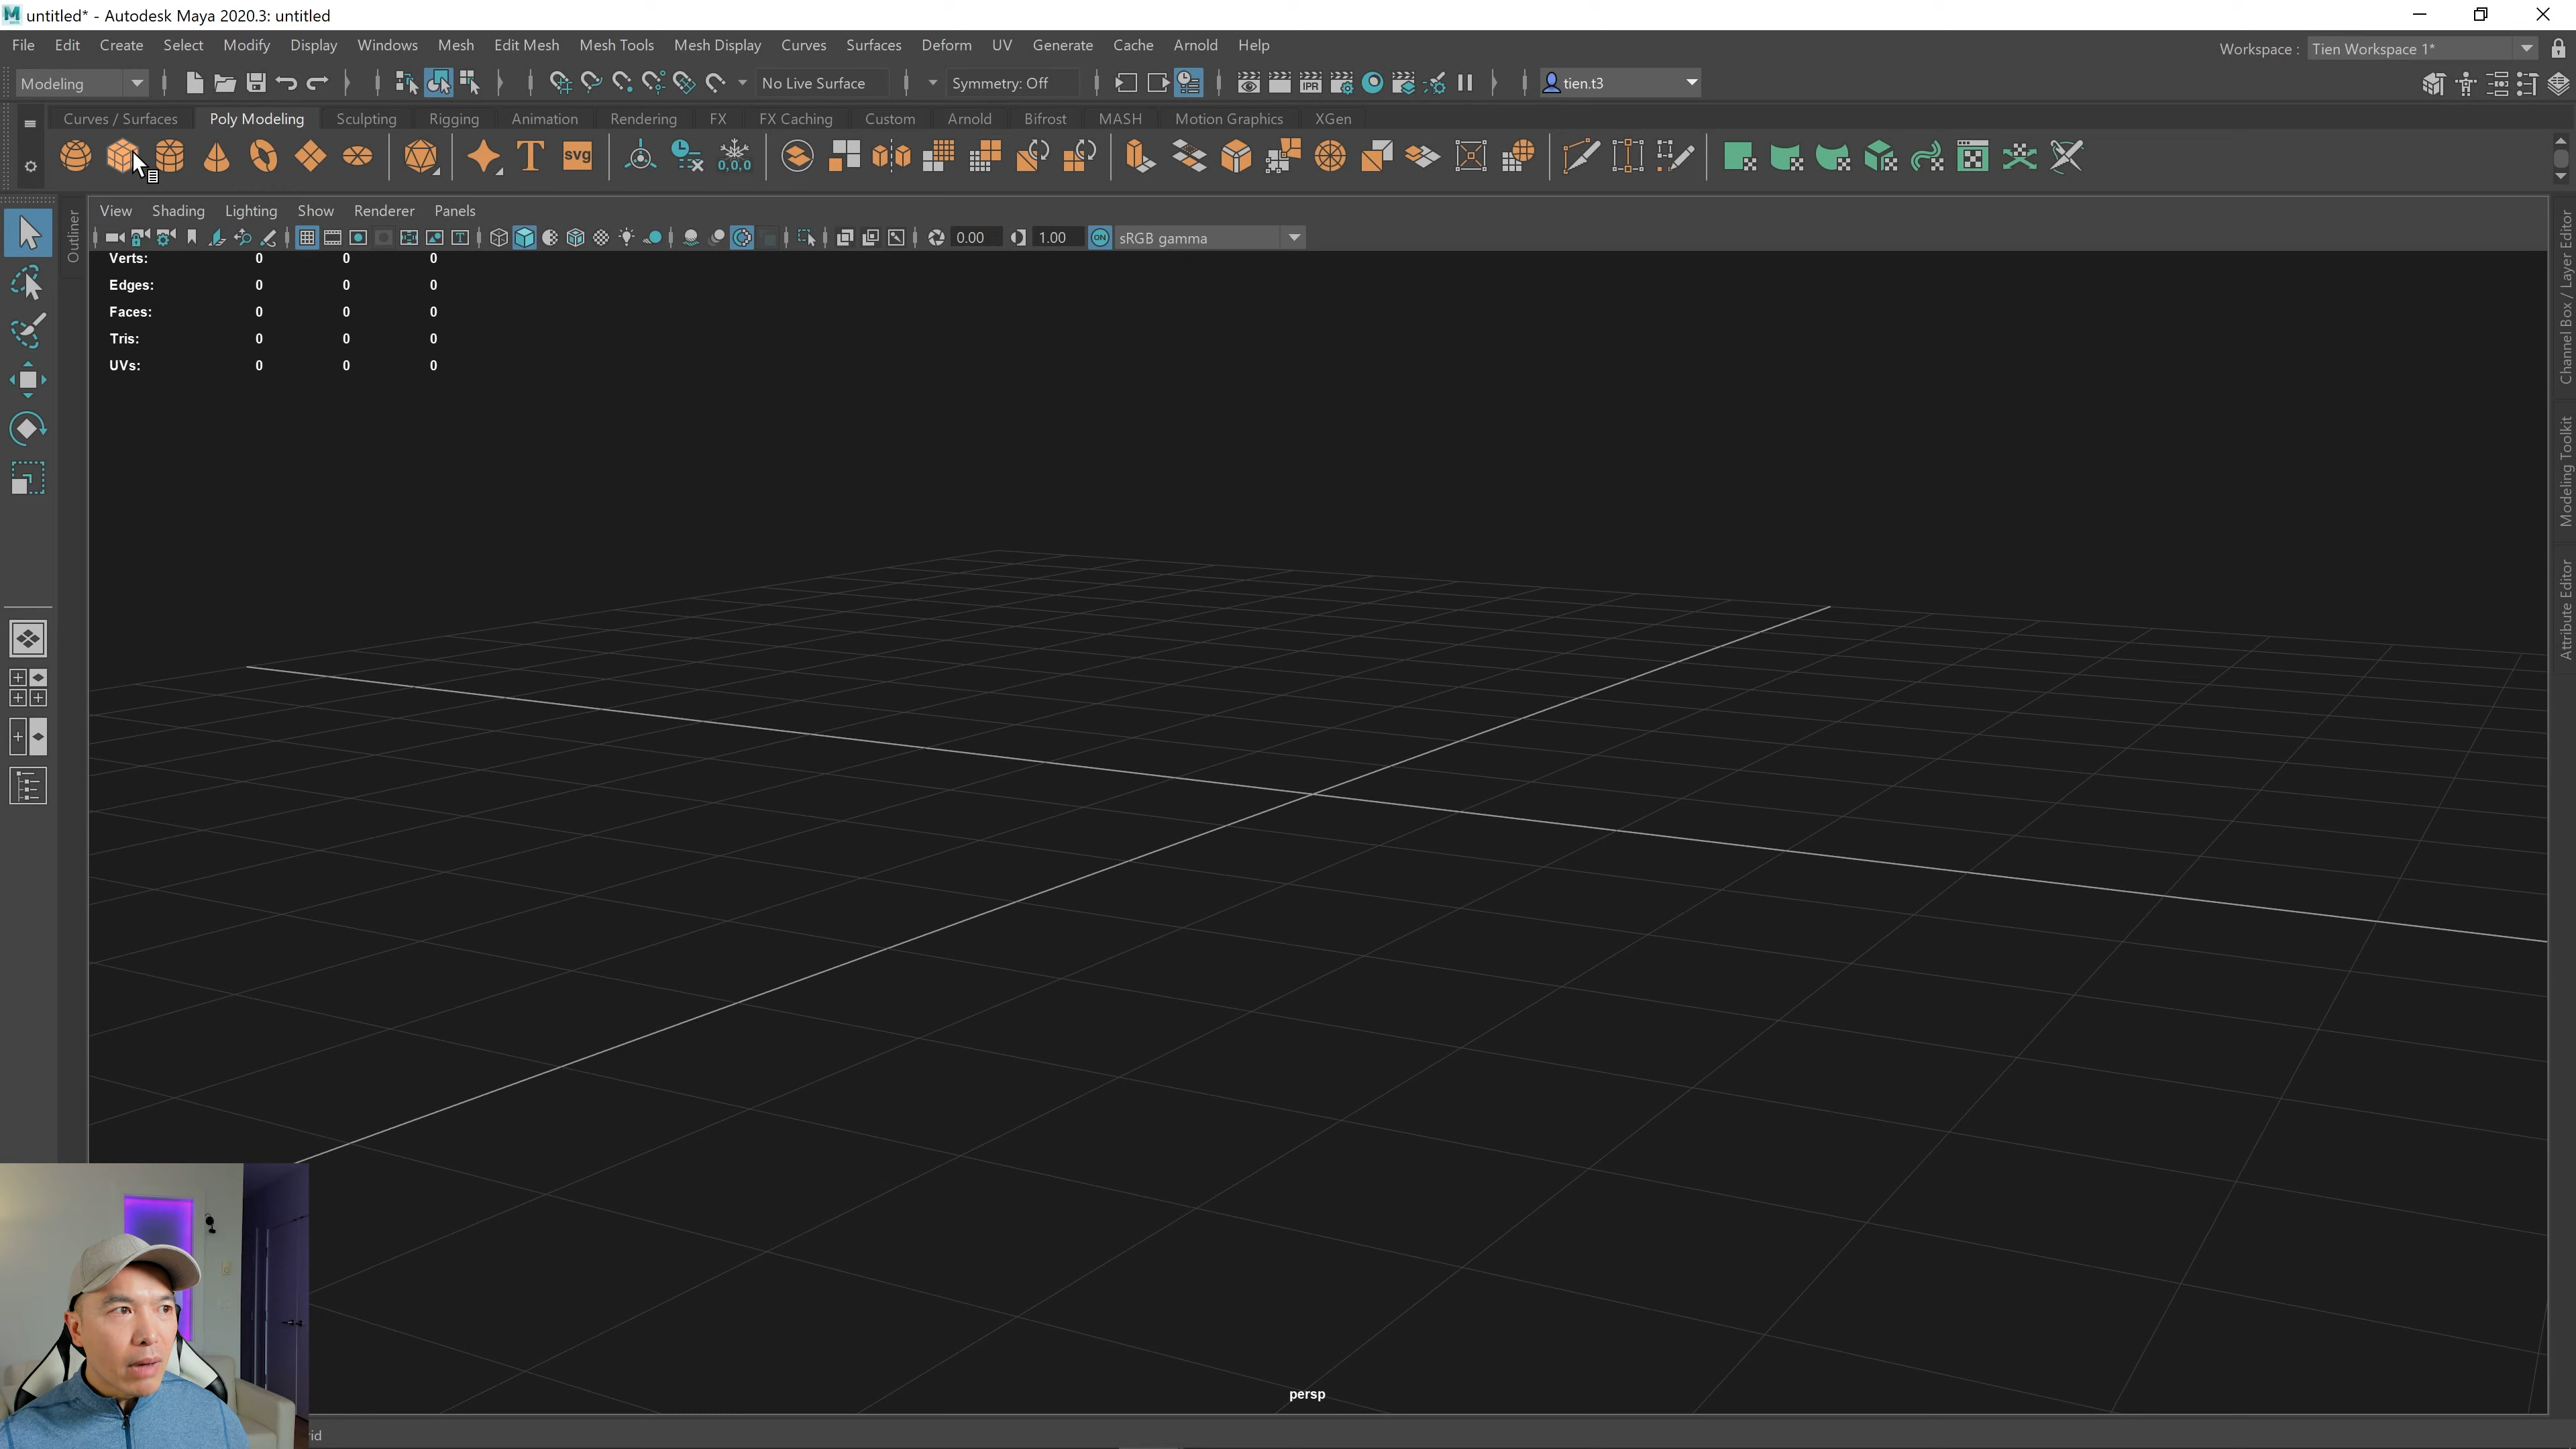 untitled* - Autodesk Maya 2020.3: untitled
File Edit Create Select Modify Display Windows Mesh Edit Mesh Mesh Tools Mesh Display Curves Surfaces Deform UV Generate Cache Arnold Help
Workspace : Tien Workspace 1*
Modeling
No Live Surface
Symmetry: Off
IPR
tien.t3
Curves / Surfaces Poly Modeling Sculpting Rigging Animation Rendering FX FX Caching Custom Arnold Bifrost MASH Motion Graphics XGen
T svg 0,0,0
View Shading Lighting Show Renderer Panels
0.00 1.00 ON sRGB gamma
Outliner
Verts: 0 0 0
Edges: 0 0 0
Faces: 0 0 0
Tris: 0 0 0
UVs: 0 0 0
Channel Box / Layer Editor
Modeling Toolkit
Attribute Editor
persp
id